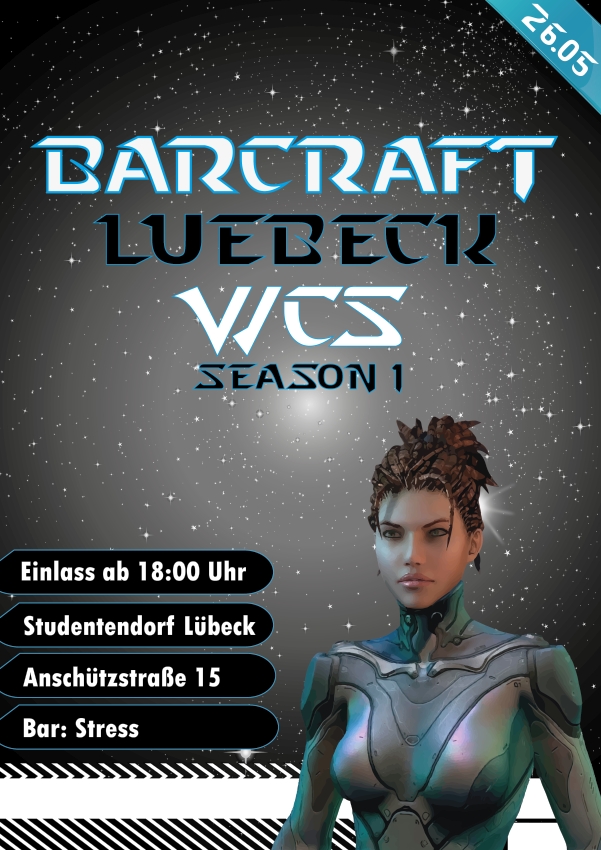 26.05
BARCRAFT
LUEBECK
WCS
SEASON 1
Einlass ab 18:00 Uhr
Studentendorf Lübeck
Anschützstraße 15
Bar: Stress